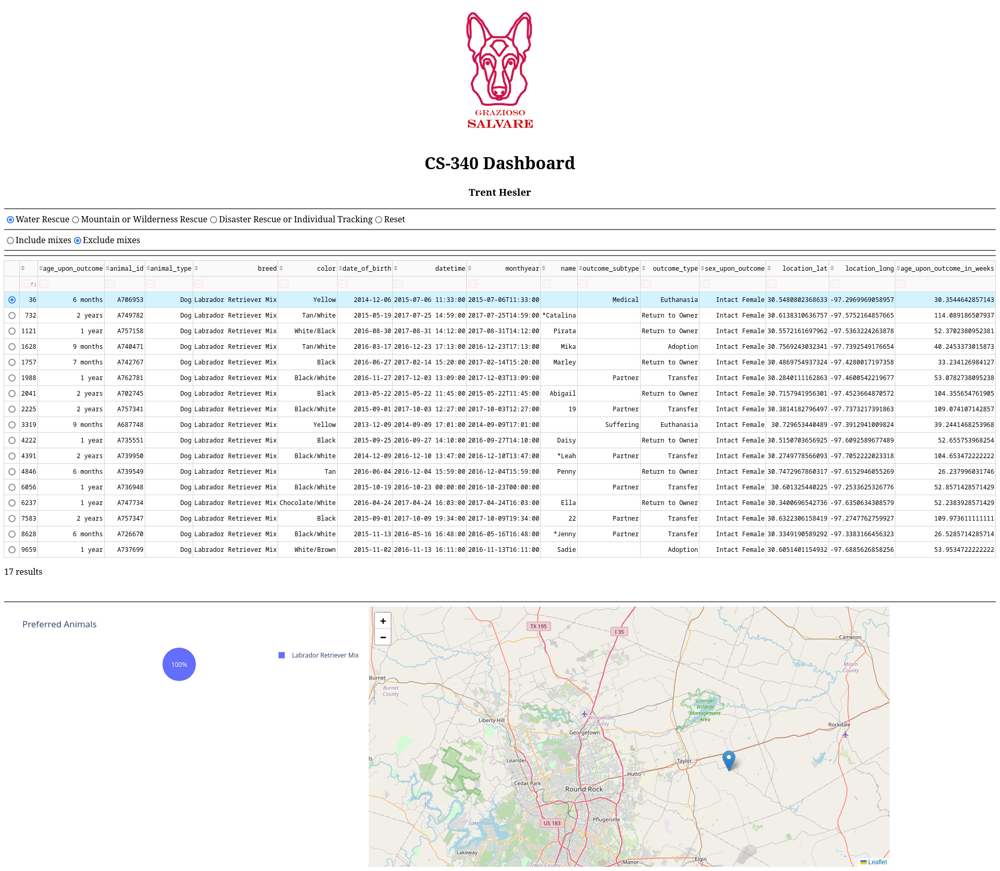 GRAZIOSO
SALVARE
CS-340 Dashboard
Trent Hesler
Water Rescue Mountain or Wilderness Rescue Disaster Rescue or Individual Tracking Reset
Include mixes Exclude mixes
age_upon_outcome animal_id animal_type breed color date_of_birth datetime monthyear name outcome_subtype outcome_type sex_upon_outcome location_lat location_long age_upon_outcome_in_weeks
Aa fi Aa Aa Aa Aa Aa Aa Aa Aa Aa Aa Aa Aa Aa Aa Aa
36 6 months A706953 Dog Labrador Retriever Mix Yellow 2014-12-06 2015-07-06 11:33:00 2015-07-06T11:33:00 Medical Euthanasia Intact Female 30.5480802368633 -97.2969969058957 30.3544642857143
732 2 years A749782 Dog Labrador Retriever Mix Tan/White 2015-05-19 2017-07-25 14:59:00 2017-07-25T14:59:00 *Catalina Return to Owner Intact Female 30.6138310636757 -97.5752164857665 114.089186507937
1121 1 year A757158 Dog Labrador Retriever Mix White/Black 2016-08-30 2017-08-31 14:12:00 2017-08-31T14:12:00 Pirata Return to Owner Intact Female 30.5572161697962 -97.5363224263878 52.3702380952381
1628 9 months A740471 Dog Labrador Retriever Mix Tan/White 2016-03-17 2016-12-23 17:13:00 2016-12-23T17:13:00 Mika Adoption Intact Female 30.7569243032341 -97.7392549176654 40.2453373015873
1757 7 months A742767 Dog Labrador Retriever Mix Black 2016-06-27 2017-02-14 15:20:00 2017-02-14T15:20:00 Marley Return to Owner Intact Female 30.4869754937324 -97.4280017197358 33.234126984127
1988 1 year A762781 Dog Labrador Retriever Mix Black/White 2016-11-27 2017-12-03 13:09:00 2017-12-03T13:09:00 Partner Transfer Intact Female 30.2840111162863 -97.4600542219677 53.0782738095238
2041 2 years A702745 Dog Labrador Retriever Mix Black 2013-05-22 2015-05-22 11:45:00 2015-05-22T11:45:00 Abigail Return to Owner Intact Female 30.7157941956301 -97.4523664870572 104.355654761905
2225 2 years A757341 Dog Labrador Retriever Mix Black/White 2015-09-01 2017-10-03 12:27:00 2017-10-03T12:27:00 19 Partner Transfer Intact Female 30.3814182796497 -97.7373217391863 109.074107142857
3319 9 months A687748 Dog Labrador Retriever Mix Yellow 2013-12-09 2014-09-09 17:01:00 2014-09-09T17:01:00 Suffering Euthanasia Intact Female 30.729653440489 -97.3912941009824 39.2441468253968
4222 1 year A735551 Dog Labrador Retriever Mix Black 2015-09-25 2016-09-27 14:10:00 2016-09-27T14:10:00 Daisy Return to Owner Intact Female 30.5150703656925 -97.6092589677489 52.655753968254
4391 2 years A739950 Dog Labrador Retriever Mix Black/White 2014-12-09 2016-12-10 13:47:00 2016-12-10T13:47:00 *Leah Partner Transfer Intact Female 30.2749778566093 -97.7052222023318 104.653472222222
4846 6 months A739549 Dog Labrador Retriever Mix Tan 2016-06-04 2016-12-04 15:59:00 2016-12-04T15:59:00 Penny Return to Owner Intact Female 30.7472967860317 -97.6152946055269 26.237996031746
6056 1 year A736948 Dog Labrador Retriever Mix Black/White 2015-10-19 2016-10-23 00:00:00 2016-10-23T00:00:00 Partner Transfer Intact Female 30.601325440225 -97.2533625326776 52.8571428571429
6237 1 year A747734 Dog Labrador Retriever Mix Chocolate/White 2016-04-24 2017-04-24 16:03:00 2017-04-24T16:03:00 Ella Return to Owner Intact Female 30.3400696542736 -97.6350634308579 52.2383928571429
7583 2 years A757347 Dog Labrador Retriever Mix Black 2015-09-01 2017-10-09 19:34:00 2017-10-09T19:34:00 22 Partner Transfer Intact Female 30.6322306158419 -97.2747762759927 109.973611111111
8628 6 months A726670 Dog Labrador Retriever Mix Black/White 2015-11-13 2016-05-16 16:48:00 2016-05-16T16:48:00 *Jenny Partner Transfer Intact Female 30.3349190589292 -97.3383166456323 26.5285714285714
9659 1 year A737699 Dog Labrador Retriever Mix White/Brown 2015-11-02 2016-11-13 16:11:00 2016-11-13T16:11:00 Sadie Adoption Intact Female 30.6051401154932 -97.6885626858256 53.9534722222222
17 results
Preferred Animals
100%
Labrador Retriever Mix
+
−
TX 195
I 35
Cameron
Milam
County
Burnet
Burnet
County
Granger
Wildlife
Management
Area
Liberty Hill
Williamson
County
Georgetown
Rockdale
ls
Leander
Taylor
Hutto
Cedar Park
Round Rock
Lake Travis
US 183
Pflugerville
Lakeway
Travis County
Manor
Elgin
Leaflet